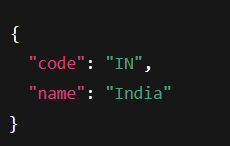 {
  "code": "IN",
  "name": "India"
}